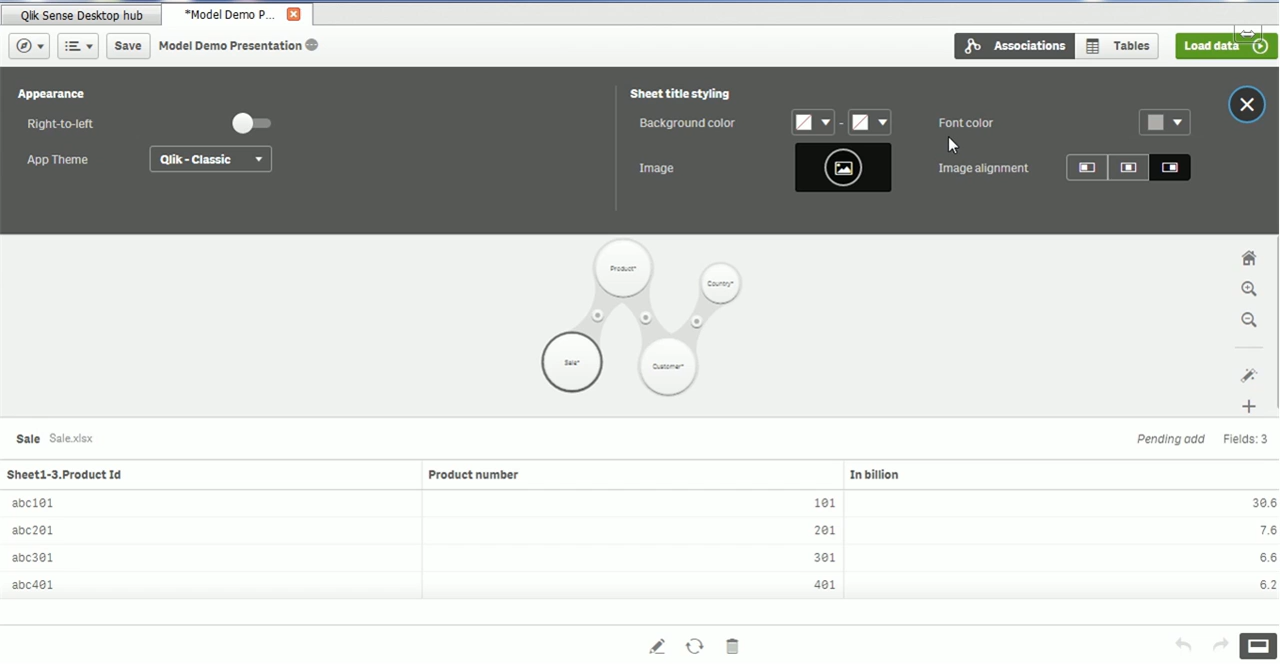 Qlik Sense Desktop hub
*Model Demo P...
Save
Model Demo Presentation
Associations
Tables
Load data
Appearance
Right-to-left
App Theme
Qlik - Classic
Sheet title styling
Background color
-
Font color
Image
Image alignment
Product*
Country*
Sale*
Customer*
Sale Sale.xlsx
Pending add Fields: 3
Sheet1-3.Product Id Product number In billion
abc101 101 30.6
abc201 201 7.6
abc301 301 6.6
abc401 401 6.2